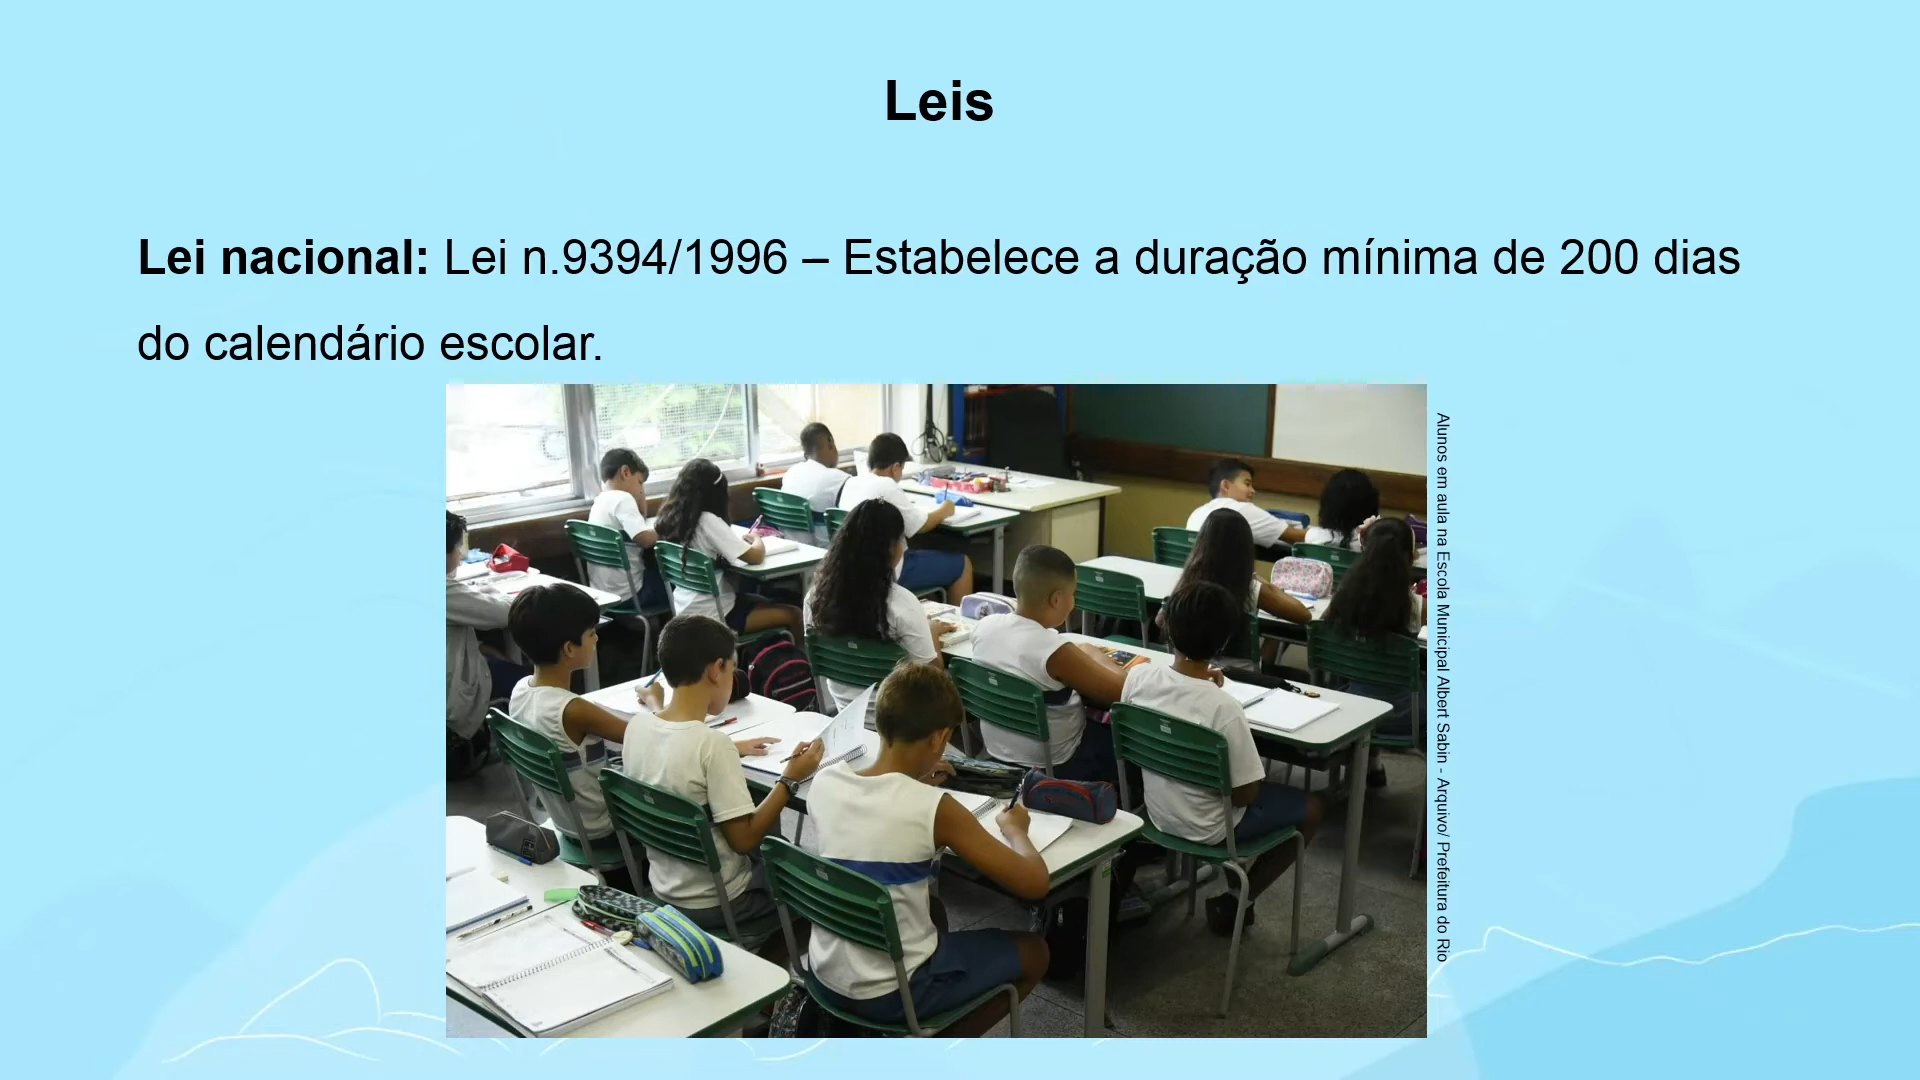 Leis
Lei nacional: Lei n.9394/1996 – Estabelece a duração mínima de 200 dias
do calendário escolar.
Alunos em aula na Escola Municipal Albert Sabin - Arquivo/ Prefeitura do Rio